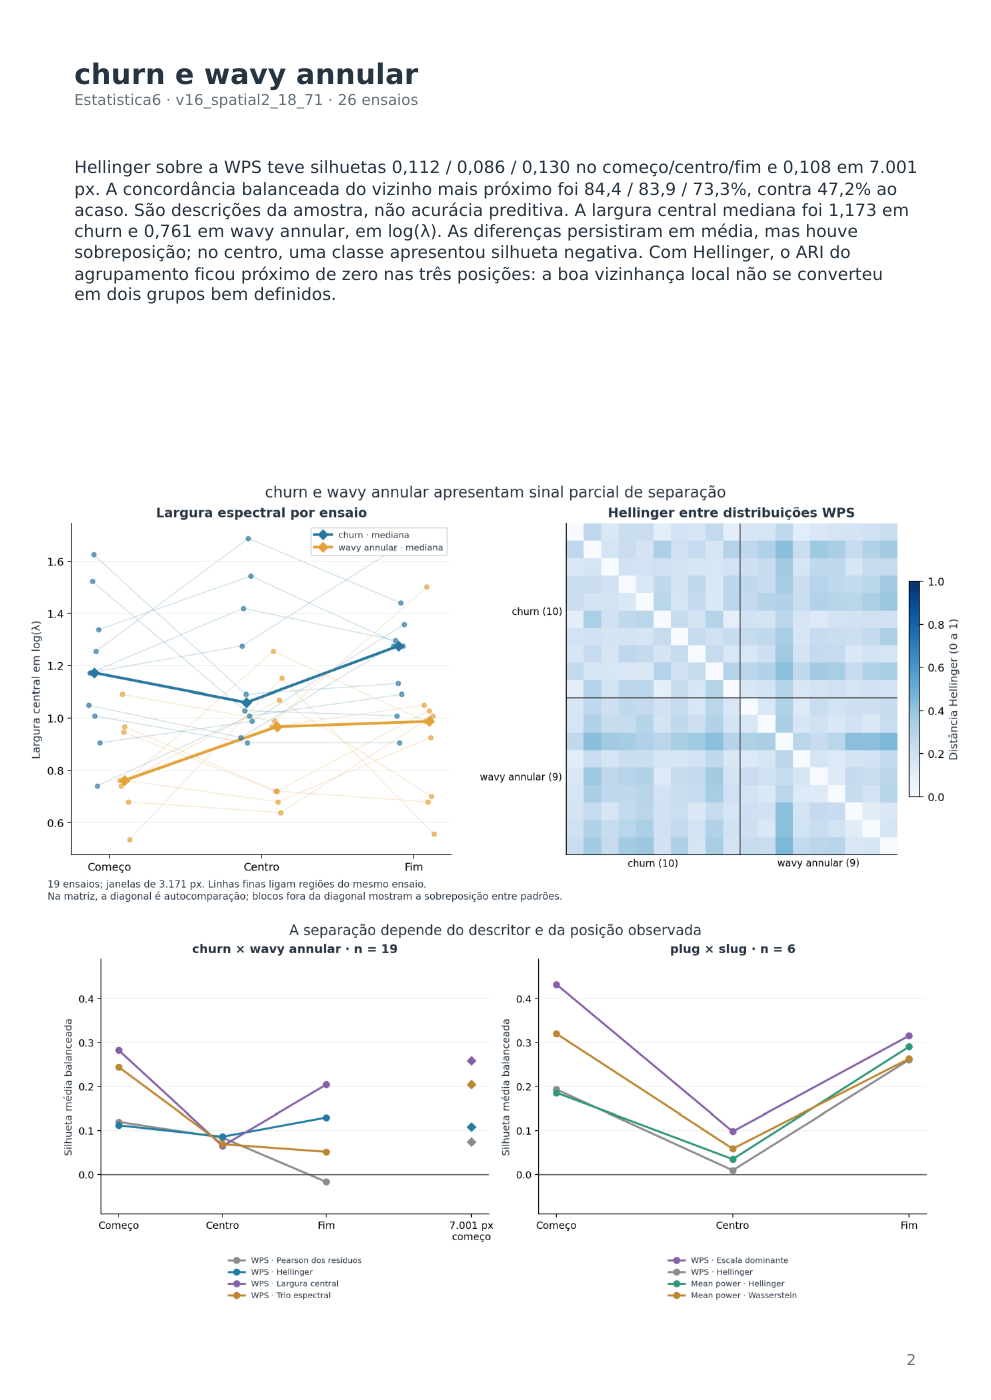 churn e wavy annular
Estatistica6 · v16_spatial2_18_71 · 26 ensaios
Hellinger sobre a WPS teve silhuetas 0,112 / 0,086 / 0,130 no começo/centro/fim e 0,108 em 7.001
px. A concordância balanceada do vizinho mais próximo foi 84,4 / 83,9 / 73,3%, contra 47,2% ao
acaso. São descrições da amostra, não acurácia preditiva. A largura central mediana foi 1,173 em
churn e 0,761 em wavy annular, em log(λ). As diferenças persistiram em média, mas houve
sobreposição; no centro, uma classe apresentou silhueta negativa. Com Hellinger, o ARI do
agrupamento ficou próximo de zero nas três posições: a boa vizinhança local não se converteu
em dois grupos bem definidos.
churn e wavy annular apresentam sinal parcial de separação
Largura espectral por ensaio
churn · mediana
wavy annular · mediana
Largura central em log(λ)
1.6
1.4
1.2
1.0
0.8
0.6
Começo Centro Fim
Hellinger entre distribuições WPS
churn (10)
wavy annular (9)
churn (10) wavy annular (9)
1.0
0.8
0.6
0.4
0.2
0.0
Distância Hellinger (0 a 1)
19 ensaios; janelas de 3.171 px. Linhas finas ligam regiões do mesmo ensaio.
Na matriz, a diagonal é autocomparação; blocos fora da diagonal mostram a sobreposição entre padrões.
A separação depende do descritor e da posição observada
churn × wavy annular · n = 19
Silhueta média balanceada
0.4
0.3
0.2
0.1
0.0
Começo Centro Fim 7.001 px
começo
WPS · Pearson dos resíduos
WPS · Hellinger
WPS · Largura central
WPS · Trio espectral
plug × slug · n = 6
Silhueta média balanceada
0.4
0.3
0.2
0.1
0.0
Começo Centro Fim
WPS · Escala dominante
WPS · Hellinger
Mean power · Hellinger
Mean power · Wasserstein
2